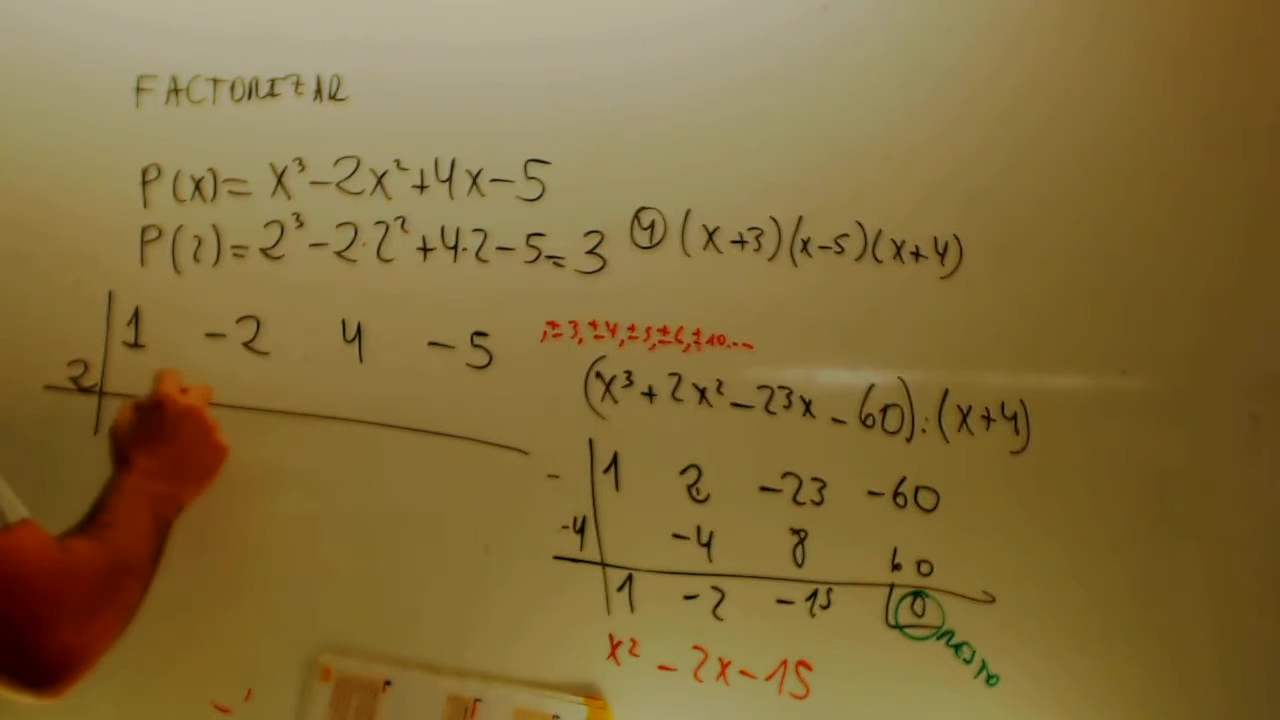 FACTORIZAR
P(x)= x³-2x²+4x-5
P(2)=2³-2·2²+4·2-5=3
④ (x+3)(x-5)(x+4)
1 -2 4 -5
2
,±3,±4,±5,±6,±10...
(x³+2x²-23x-60):(x+4)
- 1 2 -23 -60
-4 -4 8 60
1 -2 -15 0
resto
x²-2x-15